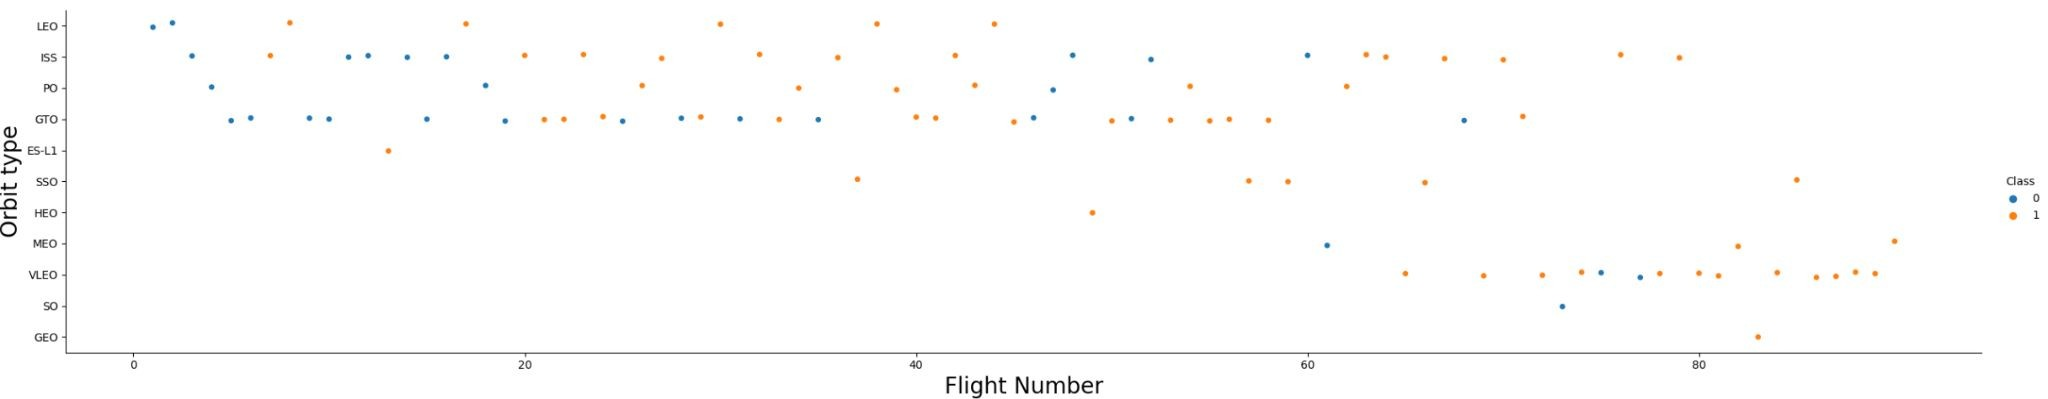 Orbit type
LEO
ISS
PO
GTO
ES-L1
SSO
HEO
MEO
VLEO
SO
GEO
0 20 40 60 80
Flight Number
Class
0
1